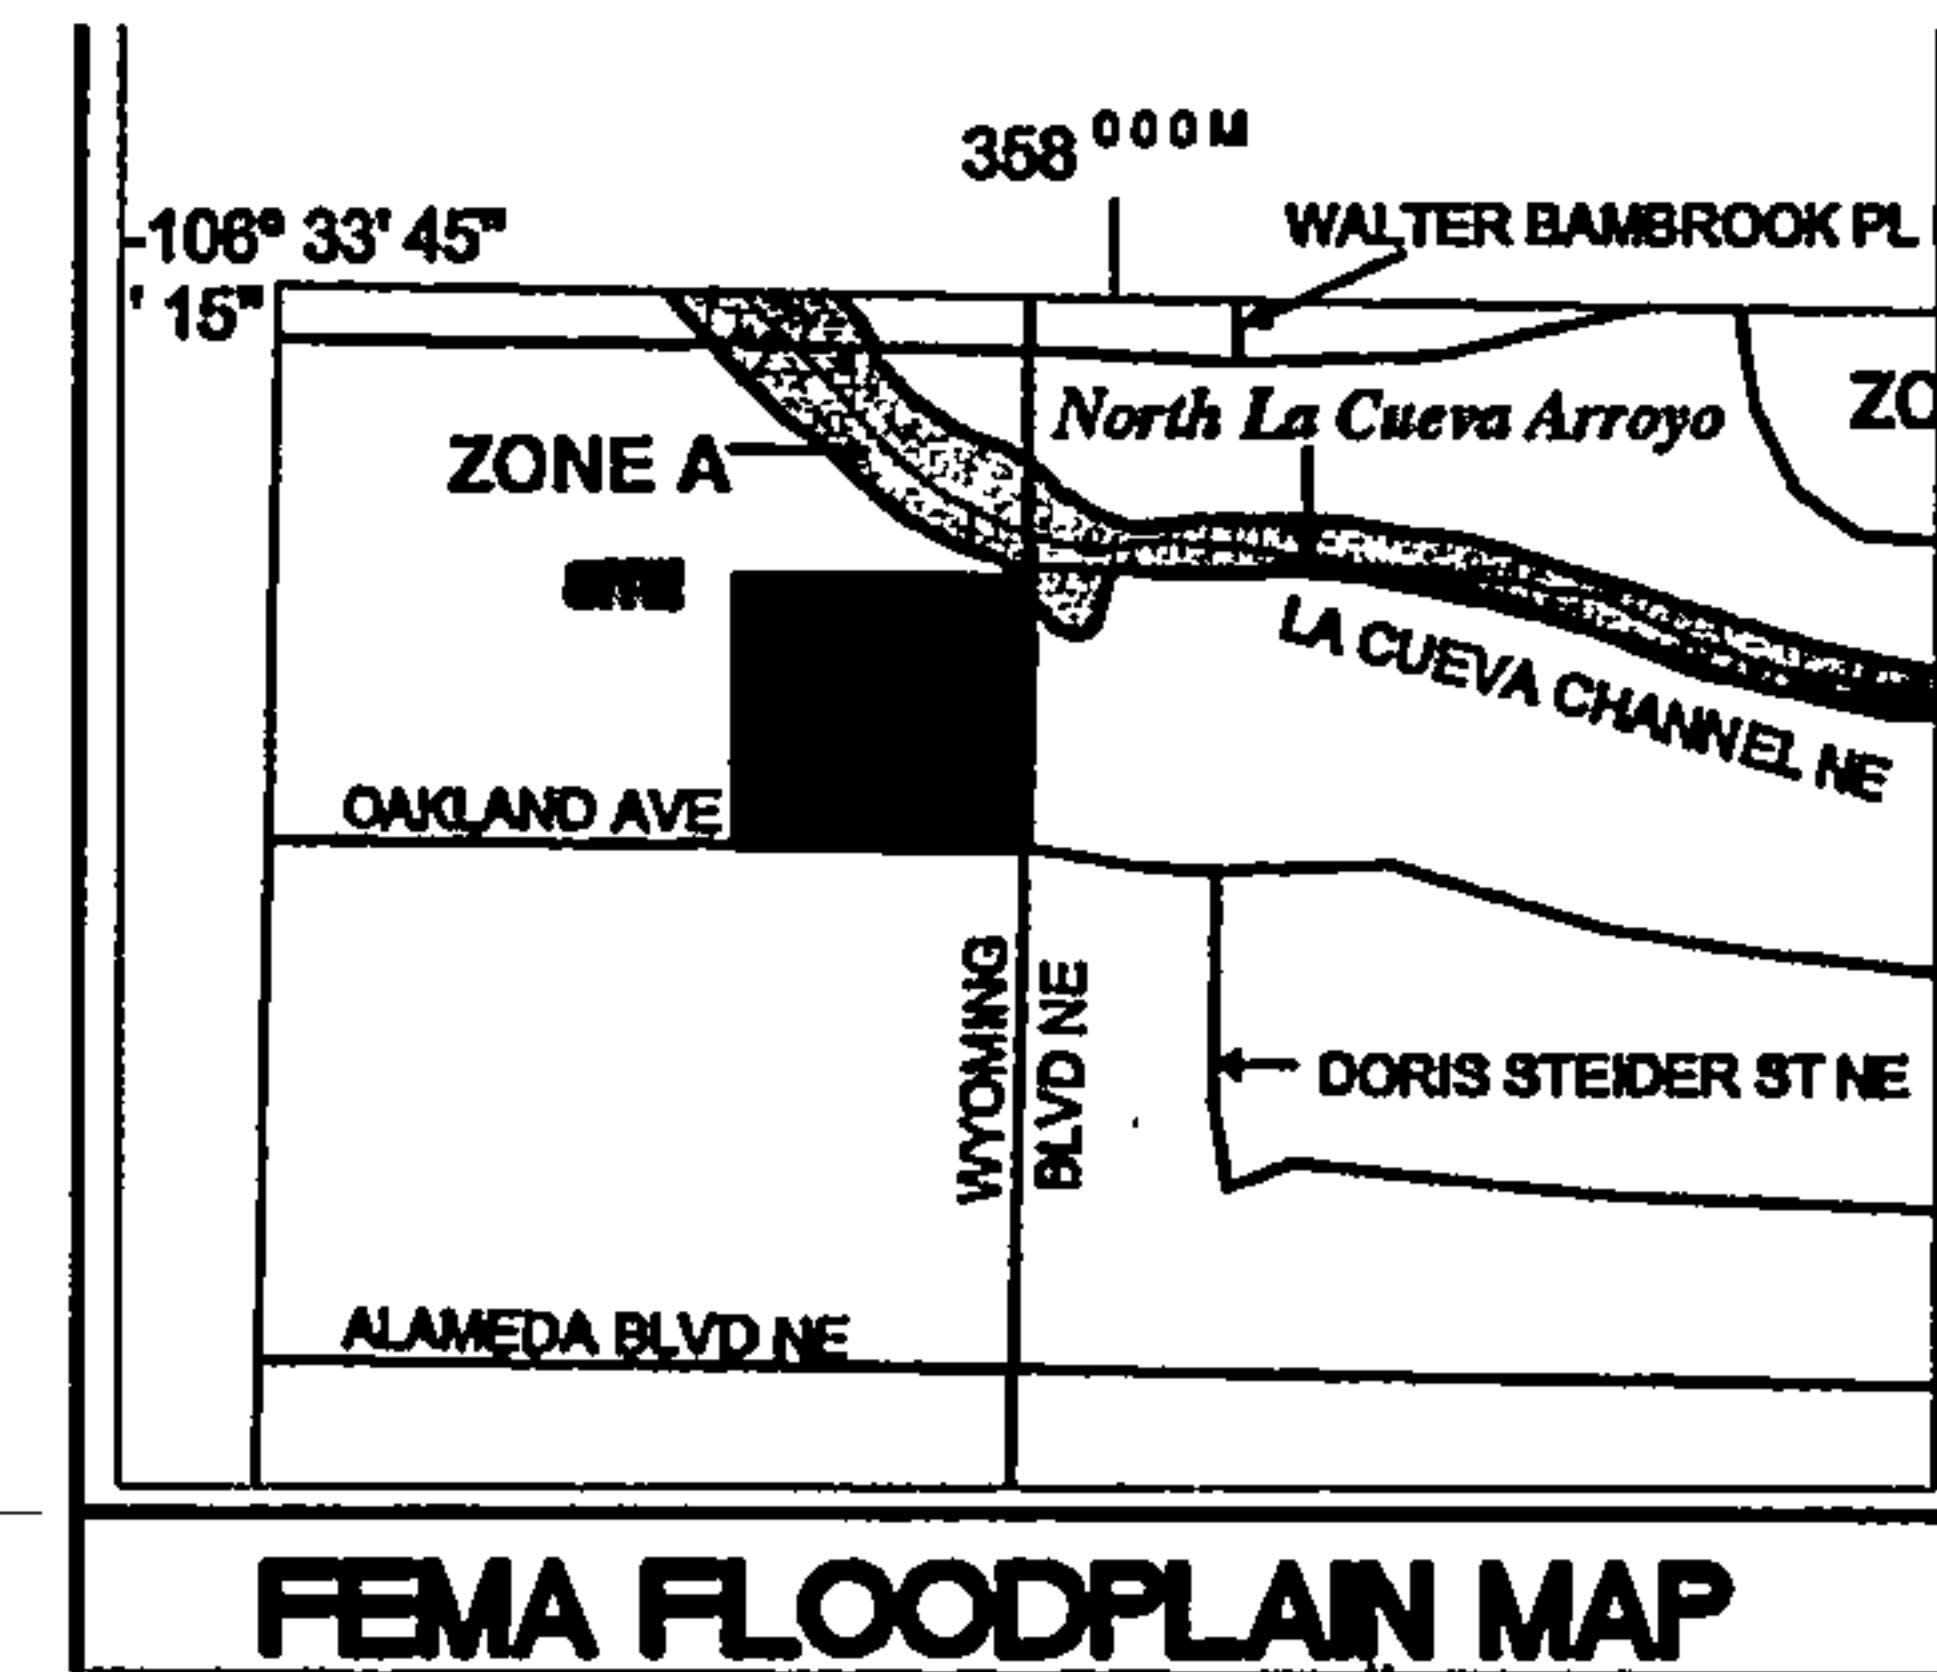 358 000M
-106° 33' 45"
' 15"
WALTER BAMBROOK PL
North La Cueva Arroyo
ZO
ZONE A
LA CUEVA CHANNEL NE
OAKLAND AVE
WYOMING
BLVD NE
DORIS STEIDER ST NE
ALAMEDA BLVD NE
FEMA FLOODPLAIN MAP